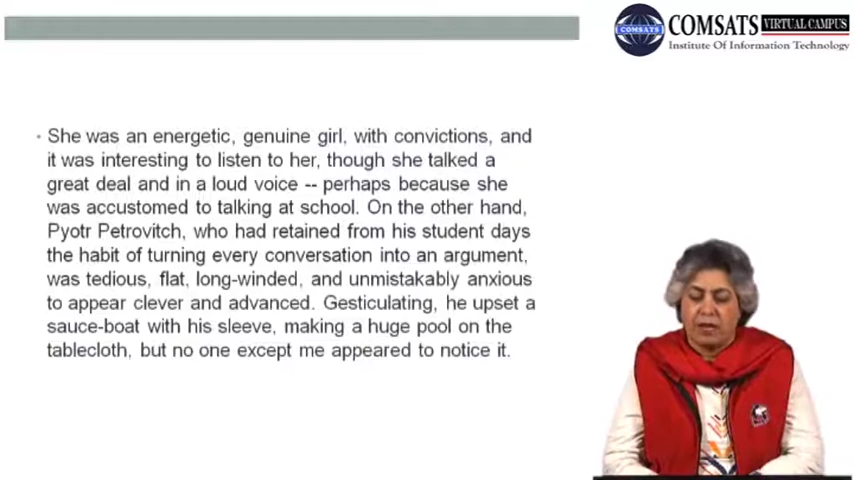 COMSATS VIRTUAL CAMPUS
COMSATS
Institute Of Information Technology
She was an energetic, genuine girl, with convictions, and
it was interesting to listen to her, though she talked a
great deal and in a loud voice -- perhaps because she
was accustomed to talking at school. On the other hand,
Pyotr Petrovitch, who had retained from his student days
the habit of turning every conversation into an argument,
was tedious, flat, long-winded, and unmistakably anxious
to appear clever and advanced. Gesticulating, he upset a
sauce-boat with his sleeve, making a huge pool on the
tablecloth, but no one except me appeared to notice it.